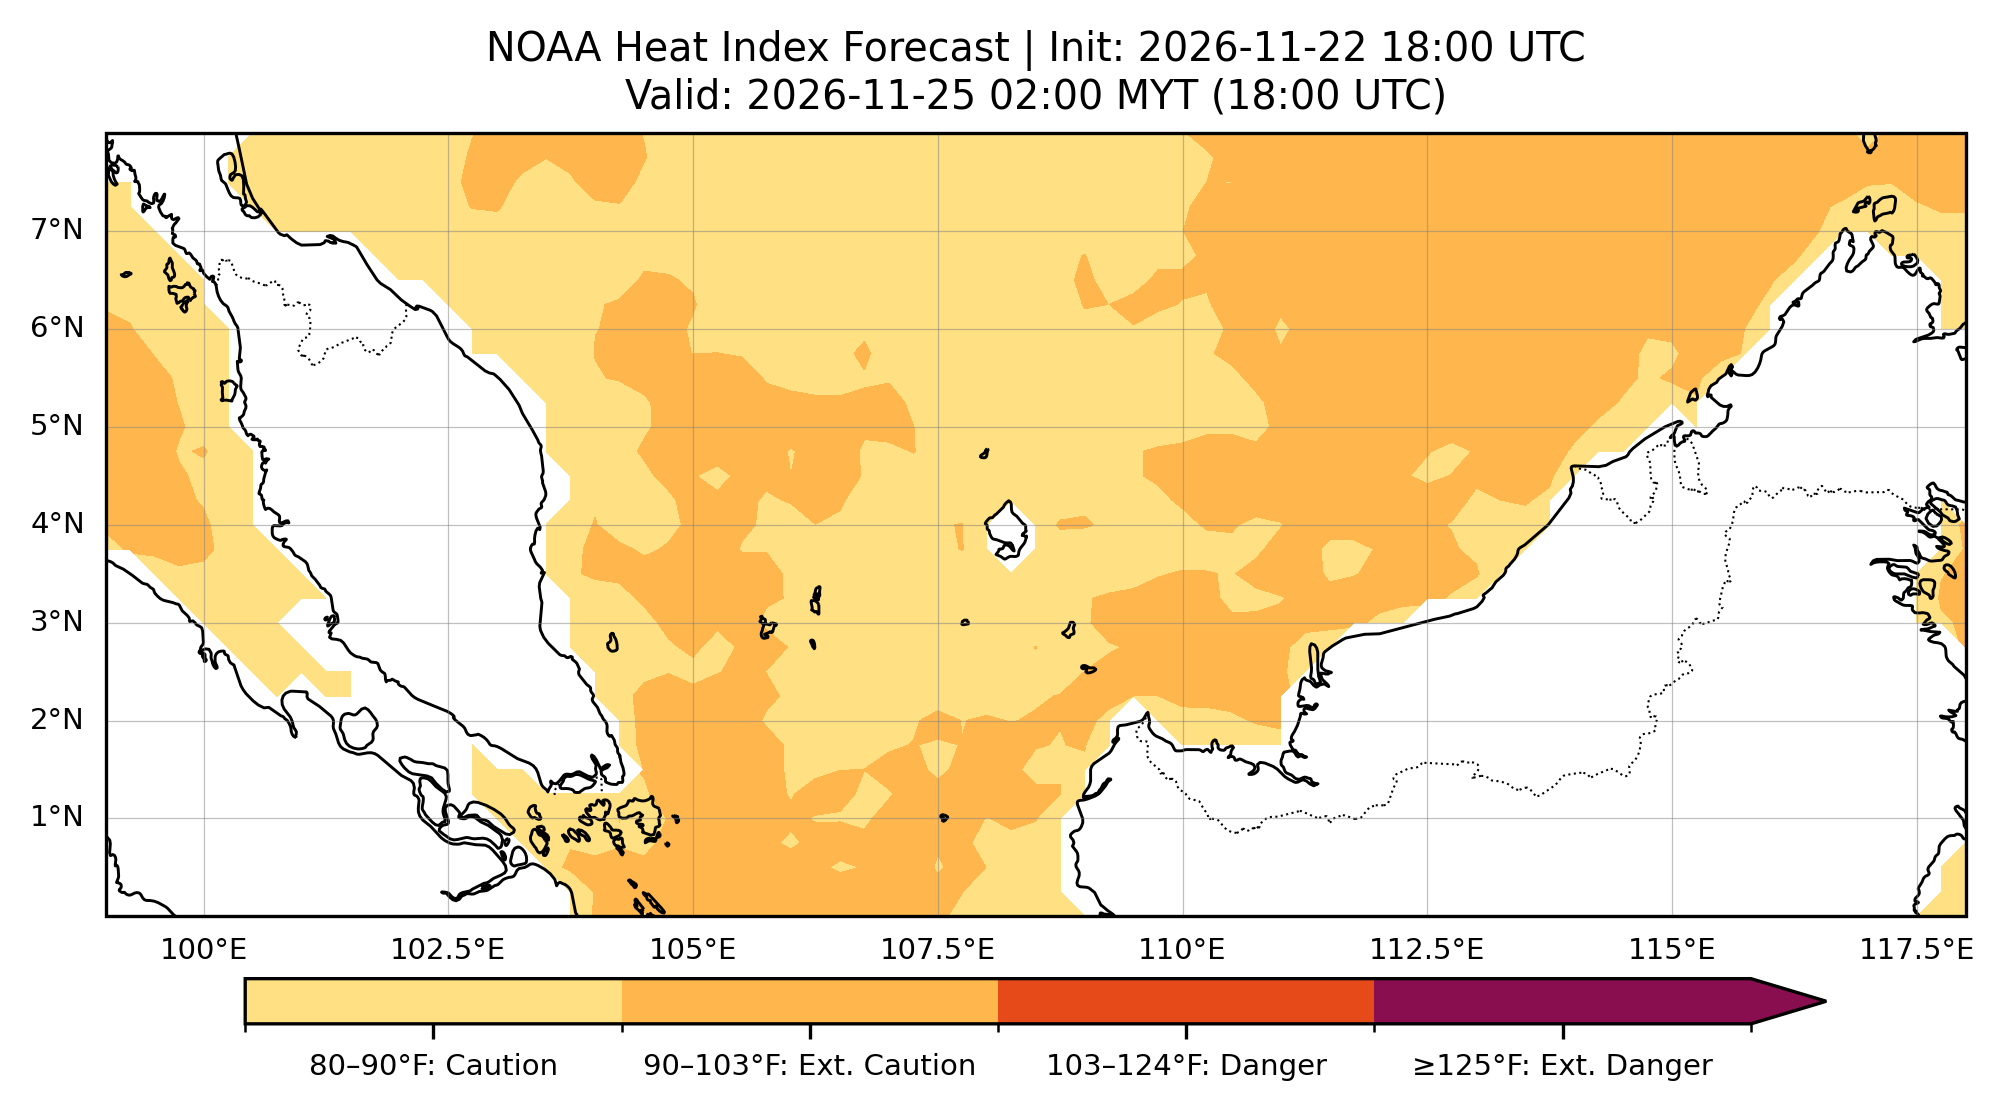 NOAA Heat Index Forecast | Init: 2026-11-22 18:00 UTC
Valid: 2026-11-25 02:00 MYT (18:00 UTC)
7°N
6°N
5°N
4°N
3°N
2°N
1°N
100°E 102.5°E 105°E 107.5°E 110°E 112.5°E 115°E 117.5°E
80–90°F: Caution 90–103°F: Ext. Caution 103–124°F: Danger ≥125°F: Ext. Danger